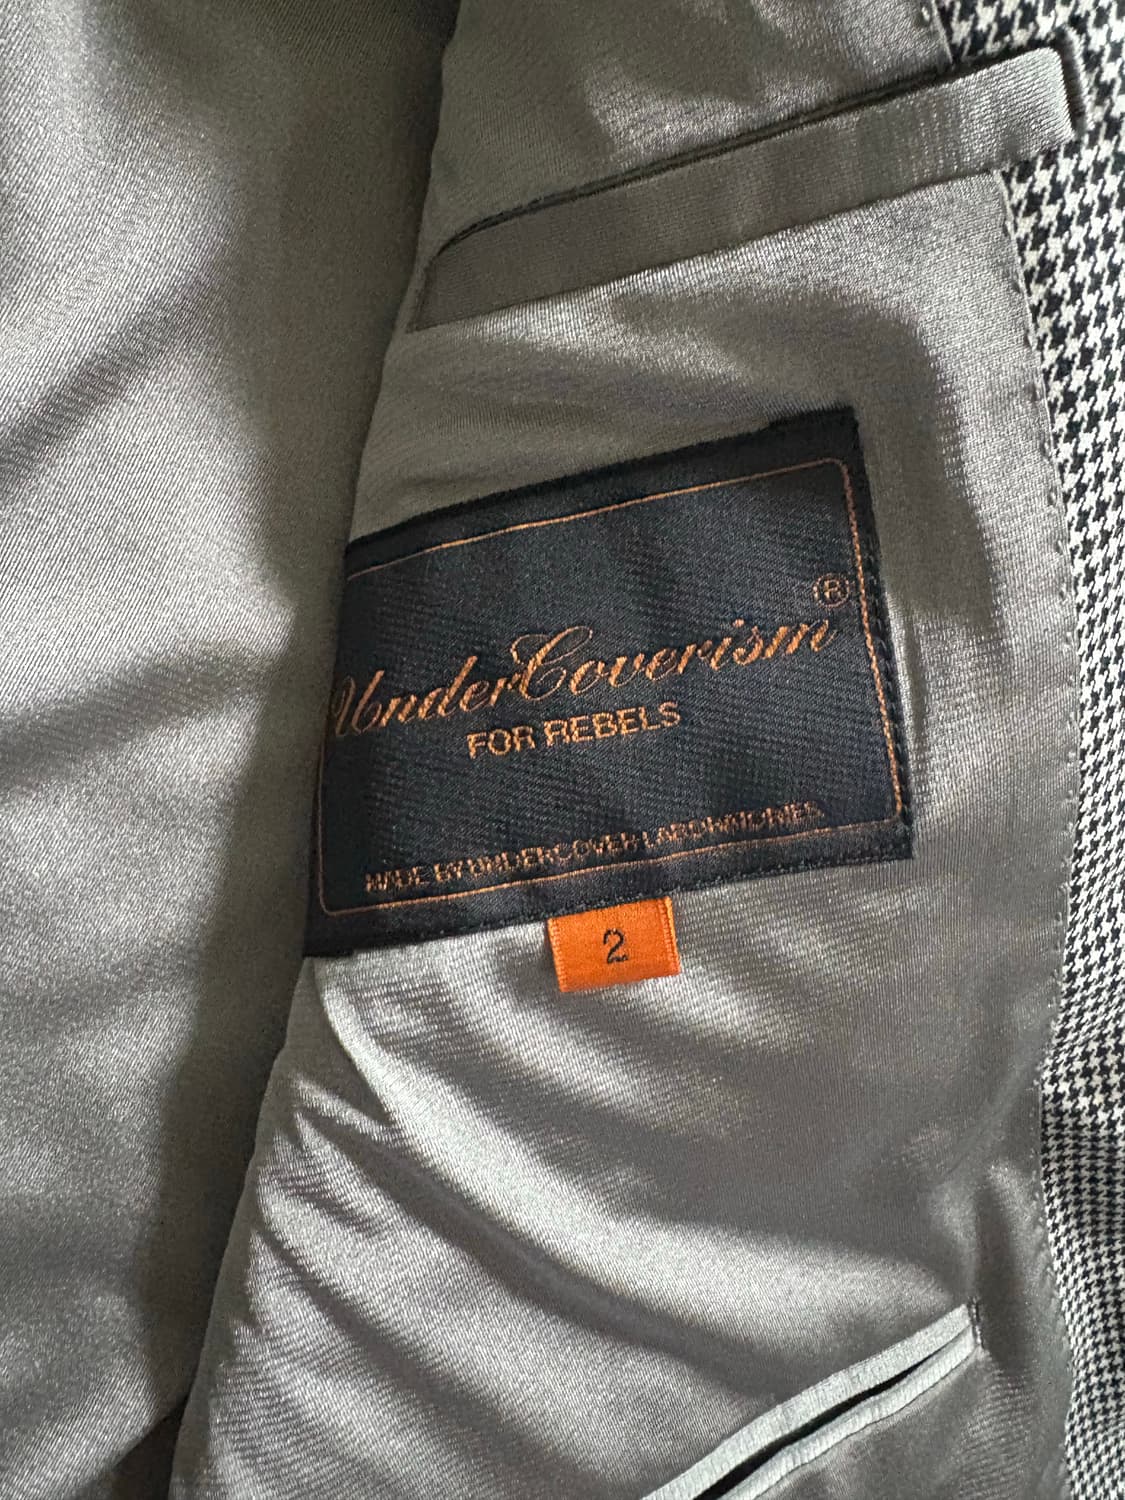 ®
UnderCoverism
FOR REBELS
MADE BY UNDERCOVER LABORATORIES
2